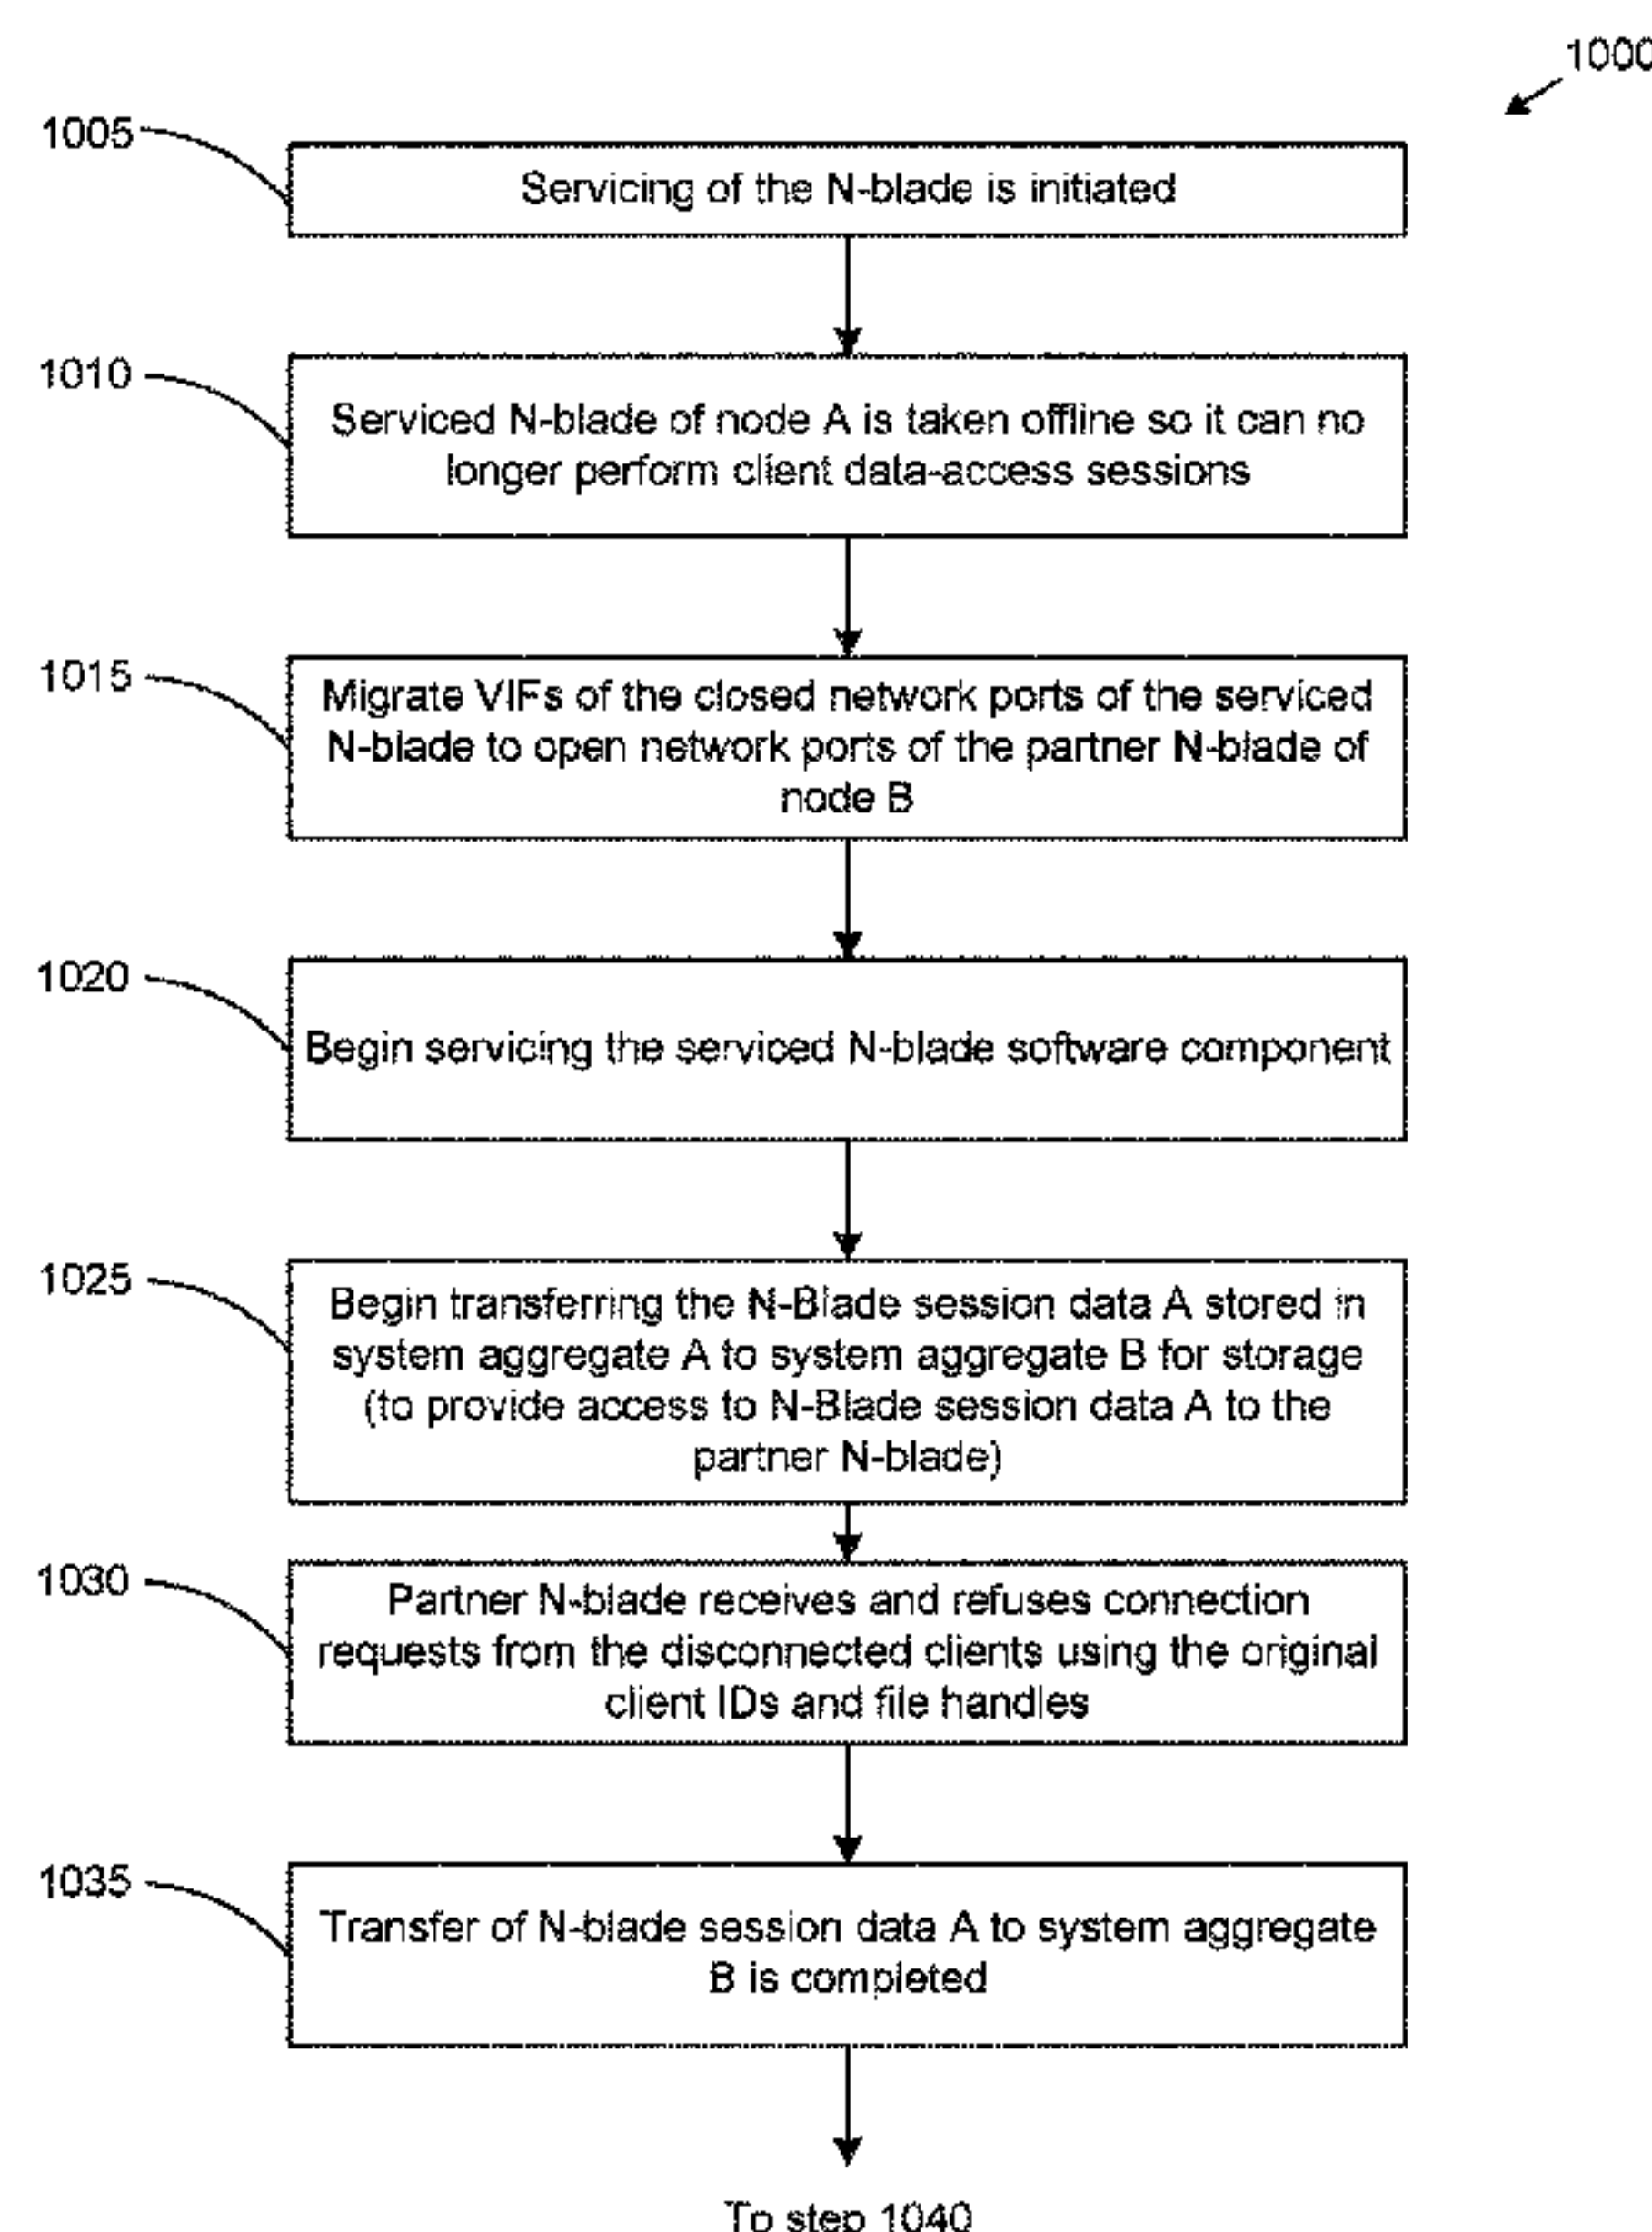 1000
1005
Servicing of the N-blade is initiated
1010
Serviced N-blade of node A is taken offline so it can no
longer perform client data-access sessions
1015
Migrate VIFs of the closed network ports of the serviced
N-blade to open network ports of the partner N-blade of
node B
1020
Begin servicing the serviced N-blade software component
1025
Begin transferring the N-Blade session data A stored in
system aggregate A to system aggregate B for storage
(to provide access to N-Blade session data A to the
partner N-blade)
1030
Partner N-blade receives and refuses connection
requests from the disconnected clients using the original
client IDs and file handles
1035
Transfer of N-blade session data A to system aggregate
B is completed
To step 1040